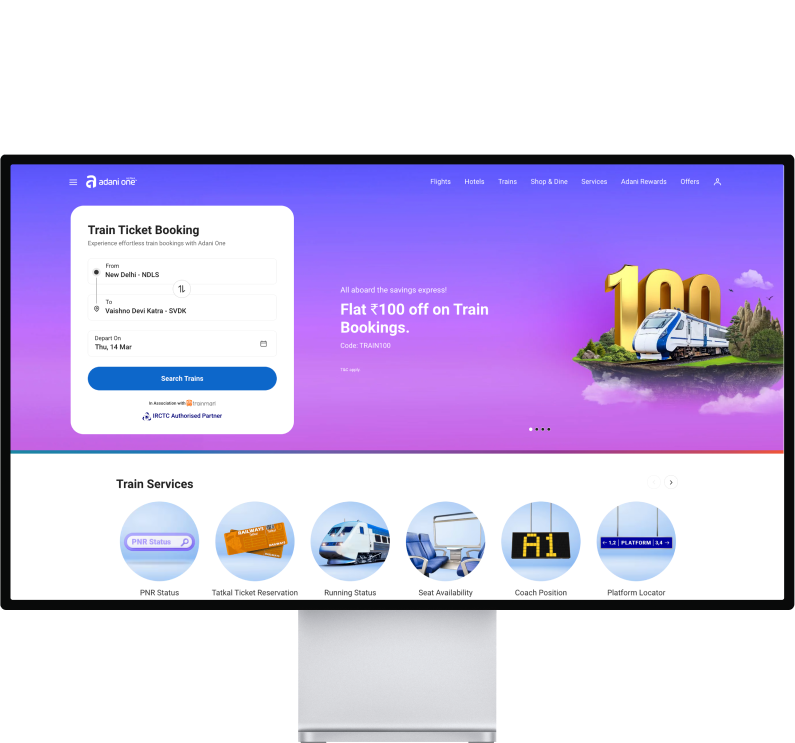 adani one
Flights Hotels Trains Shop & Dine Services Adani Rewards Offers
Train Ticket Booking
Experience effortless train bookings with Adani One
From
New Delhi - NDLS
To
Vaishno Devi Katra - SVDK
Depart On
Thu, 14 Mar
Search Trains
In Association with trainman
IRCTC Authorised Partner
All aboard the savings express!
Flat ₹100 off on Train
Bookings.
Code: TRAIN100
T&C apply
100
Train Services
PNR Status
RAILWAYS
A1
← 1,2 | PLATFORM | 3,4 →
PNR Status Tatkal Ticket Reservation Running Status Seat Availability Coach Position Platform Locator